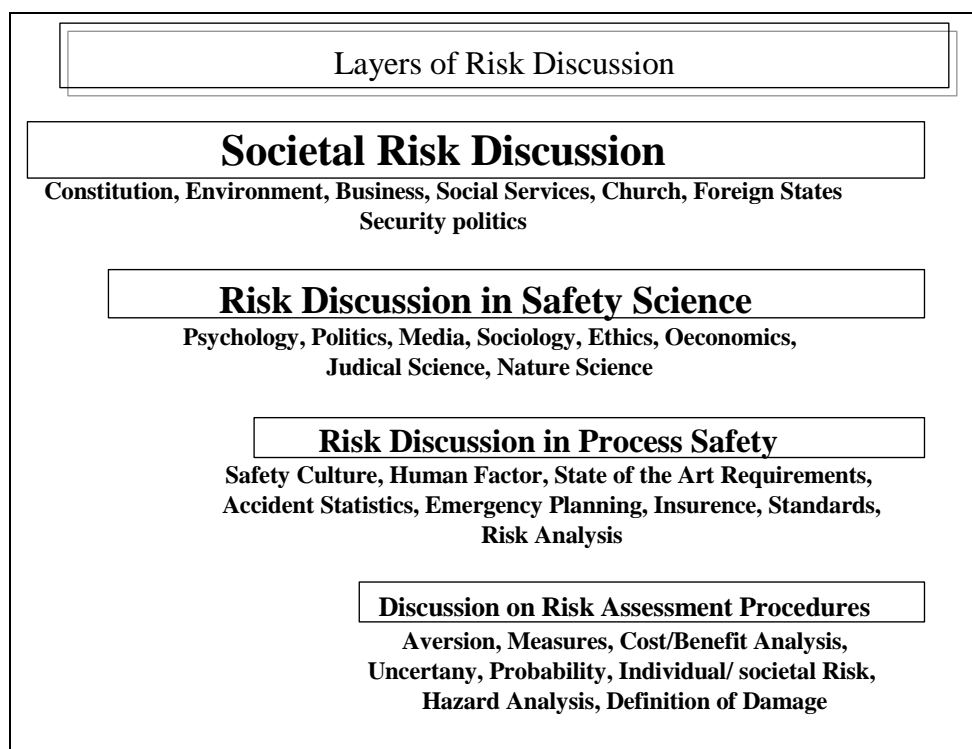 Layers of Risk Discussion
Societal Risk Discussion
Constitution, Environment, Business, Social Services, Church, Foreign States
Security politics
Risk Discussion in Safety Science
Psychology, Politics, Media, Sociology, Ethics, Oeconomics,
Judical Science, Nature Science
Risk Discussion in Process Safety
Safety Culture, Human Factor, State of the Art Requirements,
Accident Statistics, Emergency Planning, Insurence, Standards,
Risk Analysis
Discussion on Risk Assessment Procedures
Aversion, Measures, Cost/Benefit Analysis,
Uncertany, Probability, Individual/ societal Risk,
Hazard Analysis, Definition of Damage